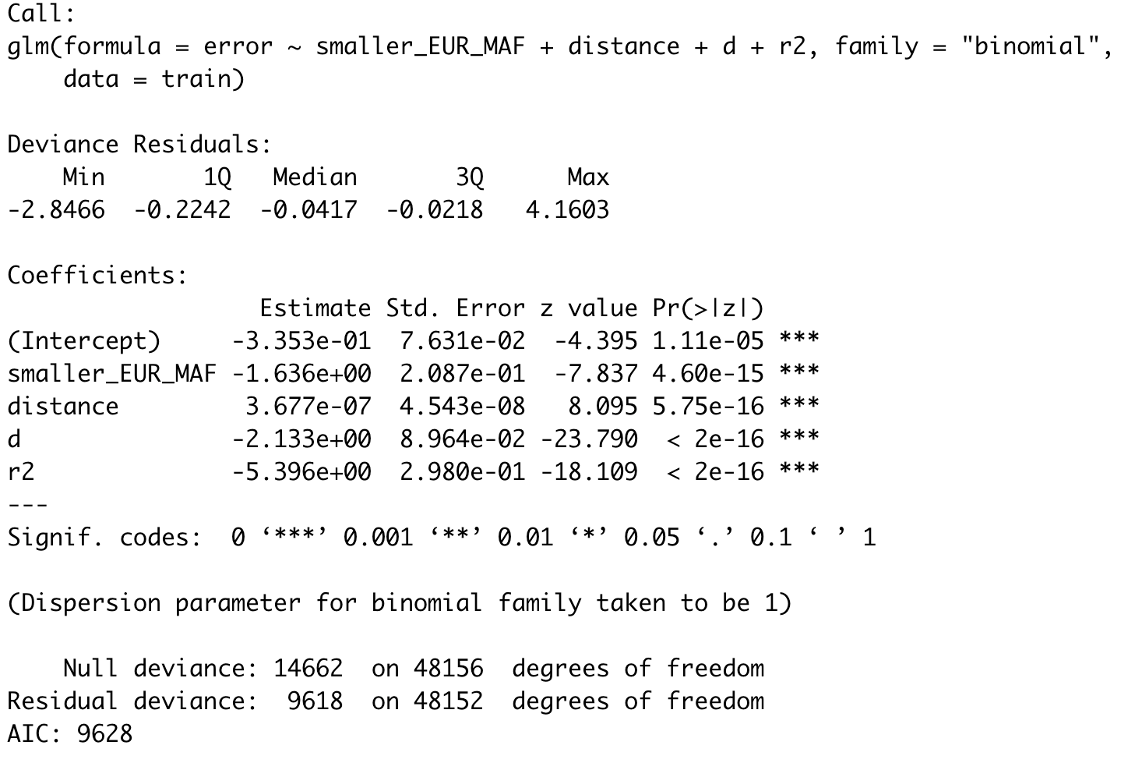 Call:
glm(formula = error ~ smaller_EUR_MAF + distance + d + r2, family = "binomial",
    data = train)

Deviance Residuals:
    Min       1Q   Median       3Q      Max
-2.8466  -0.2242  -0.0417  -0.0218   4.1603

Coefficients:
                  Estimate Std. Error z value Pr(>|z|)
(Intercept)     -3.353e-01  7.631e-02  -4.395 1.11e-05 ***
smaller_EUR_MAF -1.636e+00  2.087e-01  -7.837 4.60e-15 ***
distance         3.677e-07  4.543e-08   8.095 5.75e-16 ***
d               -2.133e+00  8.964e-02 -23.790  < 2e-16 ***
r2              -5.396e+00  2.980e-01 -18.109  < 2e-16 ***
---
Signif. codes:  0 ‘***’ 0.001 ‘**’ 0.01 ‘*’ 0.05 ‘.’ 0.1 ‘ ’ 1

(Dispersion parameter for binomial family taken to be 1)

    Null deviance: 14662  on 48156  degrees of freedom
Residual deviance:  9618  on 48152  degrees of freedom
AIC: 9628